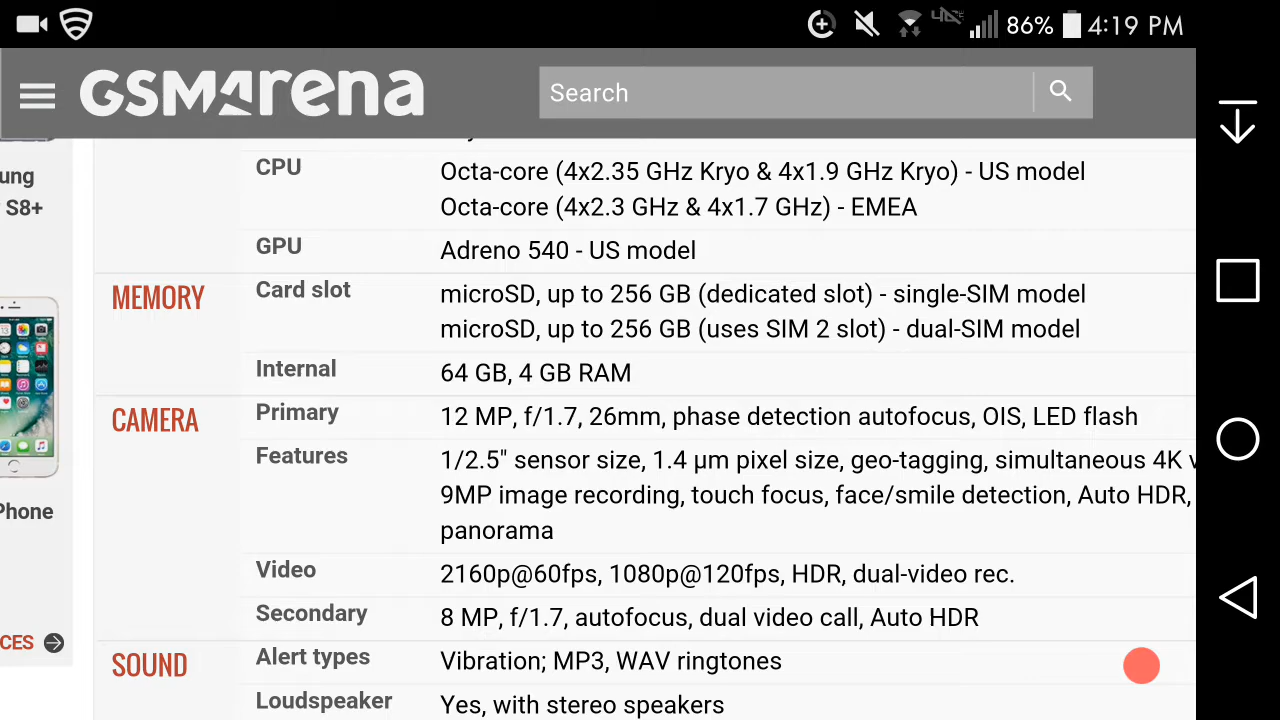 86% 4:19 PM
GSMArena
Search
ung
S8+
Phone
CES
CPU
Octa-core (4x2.35 GHz Kryo & 4x1.9 GHz Kryo) - US model
Octa-core (4x2.3 GHz & 4x1.7 GHz) - EMEA
GPU
Adreno 540 - US model
MEMORY
Card slot
microSD, up to 256 GB (dedicated slot) - single-SIM model
microSD, up to 256 GB (uses SIM 2 slot) - dual-SIM model
Internal
64 GB, 4 GB RAM
CAMERA
Primary
12 MP, f/1.7, 26mm, phase detection autofocus, OIS, LED flash
Features
1/2.5" sensor size, 1.4 μm pixel size, geo-tagging, simultaneous 4K v
9MP image recording, touch focus, face/smile detection, Auto HDR,
panorama
Video
2160p@60fps, 1080p@120fps, HDR, dual-video rec.
Secondary
8 MP, f/1.7, autofocus, dual video call, Auto HDR
SOUND
Alert types
Vibration; MP3, WAV ringtones
Loudspeaker
Yes, with stereo speakers